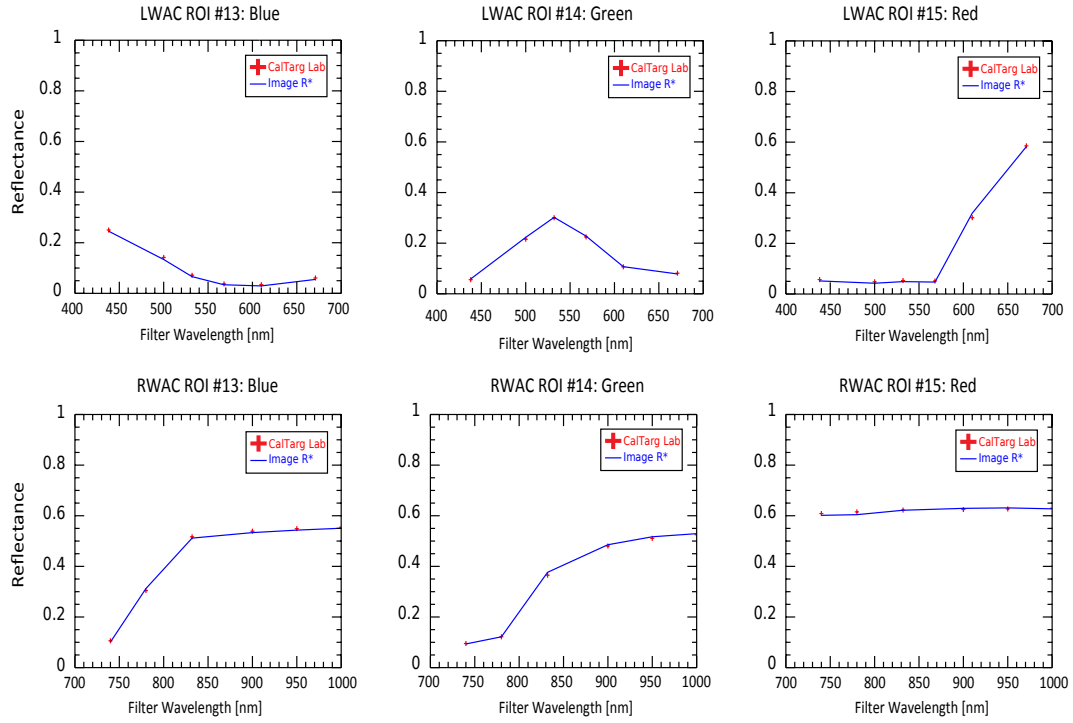 LWAC ROI #13: Blue
LWAC ROI #14: Green
LWAC ROI #15: Red
1
0.8
0.6
0.4
0.2
0
Reflectance
CalTarg Lab
Image R*
400 450 500 550 600 650 700
Filter Wavelength [nm]
1
0.8
0.6
0.4
0.2
0
CalTarg Lab
Image R*
400 450 500 550 600 650 700
Filter Wavelength [nm]
1
0.8
0.6
0.4
0.2
0
CalTarg Lab
Image R*
400 450 500 550 600 650 700
Filter Wavelength [nm]
RWAC ROI #13: Blue
RWAC ROI #14: Green
RWAC ROI #15: Red
1
0.8
0.6
0.4
0.2
0
Reflectance
CalTarg Lab
Image R*
700 750 800 850 900 950 1000
Filter Wavelength [nm]
1
0.8
0.6
0.4
0.2
0
CalTarg Lab
Image R*
700 750 800 850 900 950 1000
Filter Wavelength [nm]
1
0.8
0.6
0.4
0.2
0
CalTarg Lab
Image R*
700 750 800 850 900 950 1000
Filter Wavelength [nm]